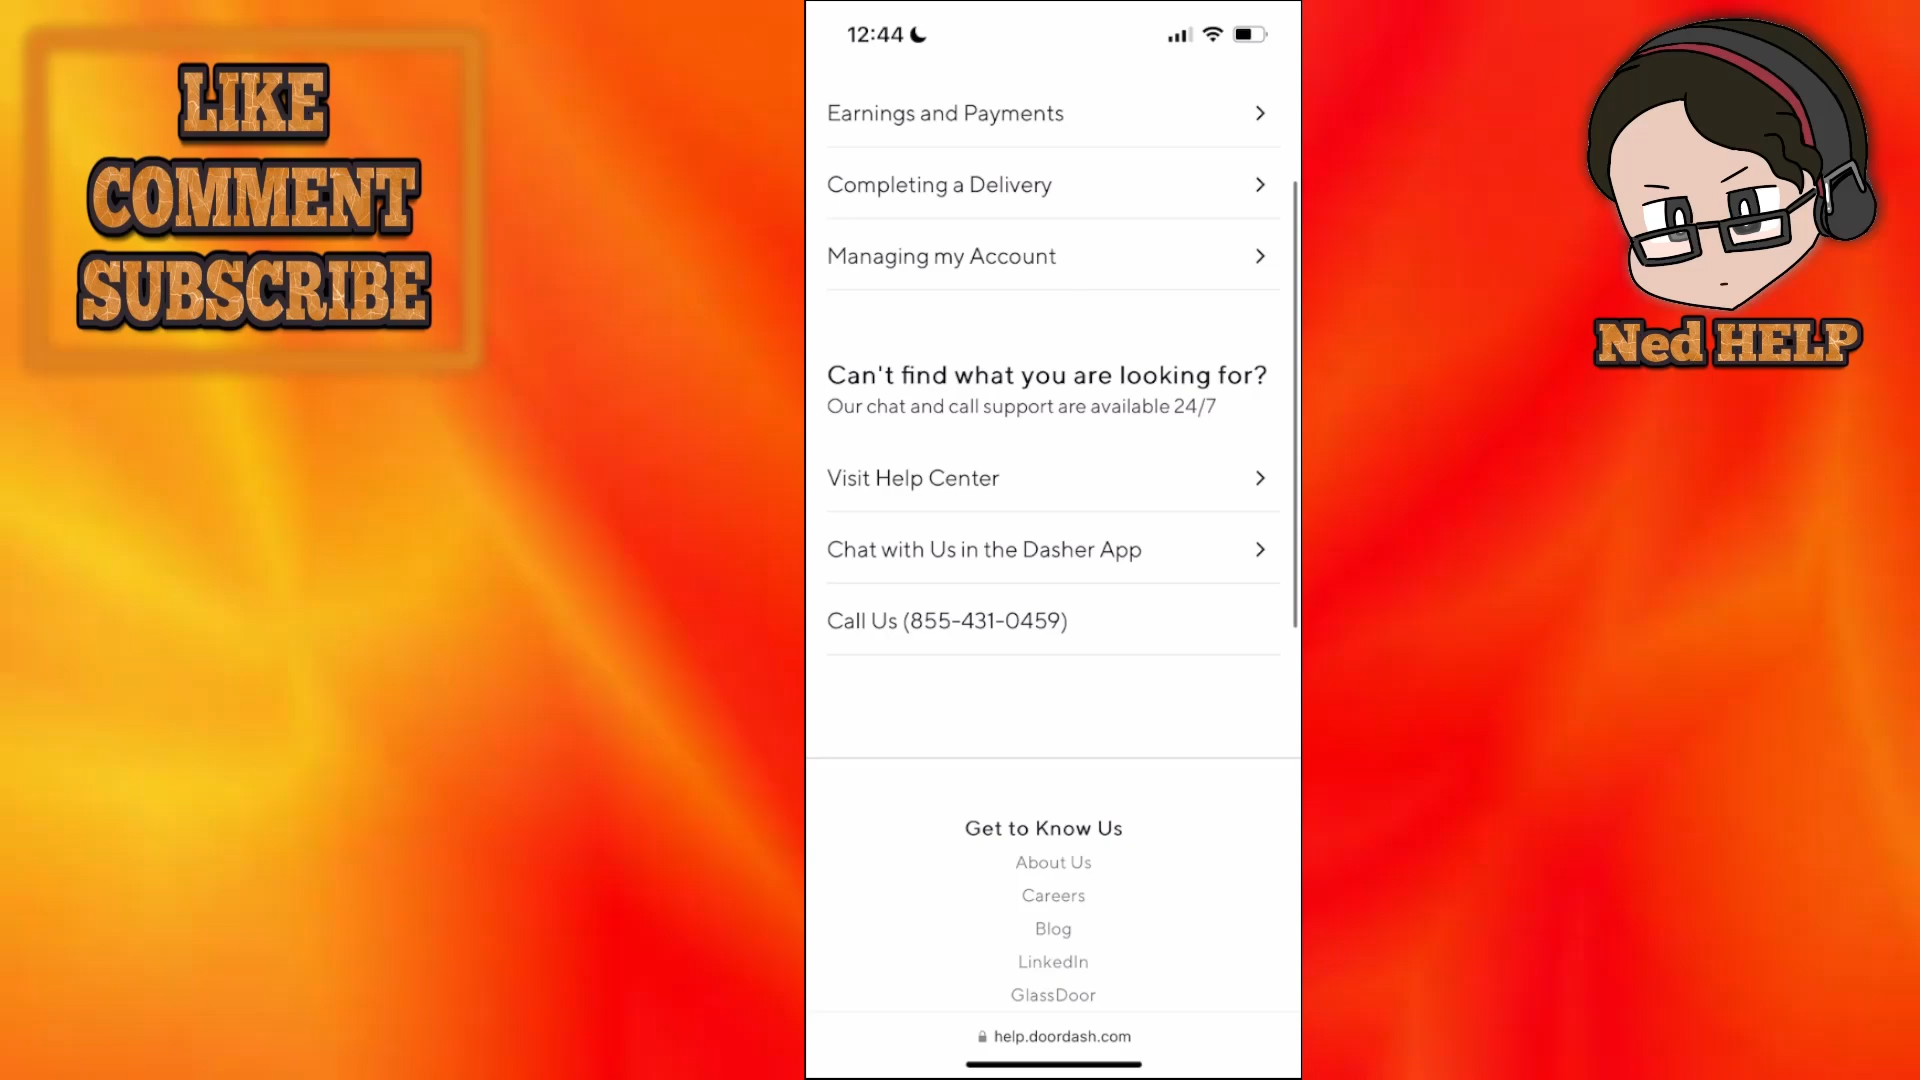 LIKE
COMMENT
SUBSCRIBE
12:44
Earnings and Payments
Completing a Delivery
Managing my Account
Can't find what you are looking for?
Our chat and call support are available 24/7
Visit Help Center
Chat with Us in the Dasher App
Call Us (855-431-0459)
Get to Know Us
About Us
Careers
Blog
LinkedIn
GlassDoor
help.doordash.com
Ned HELP